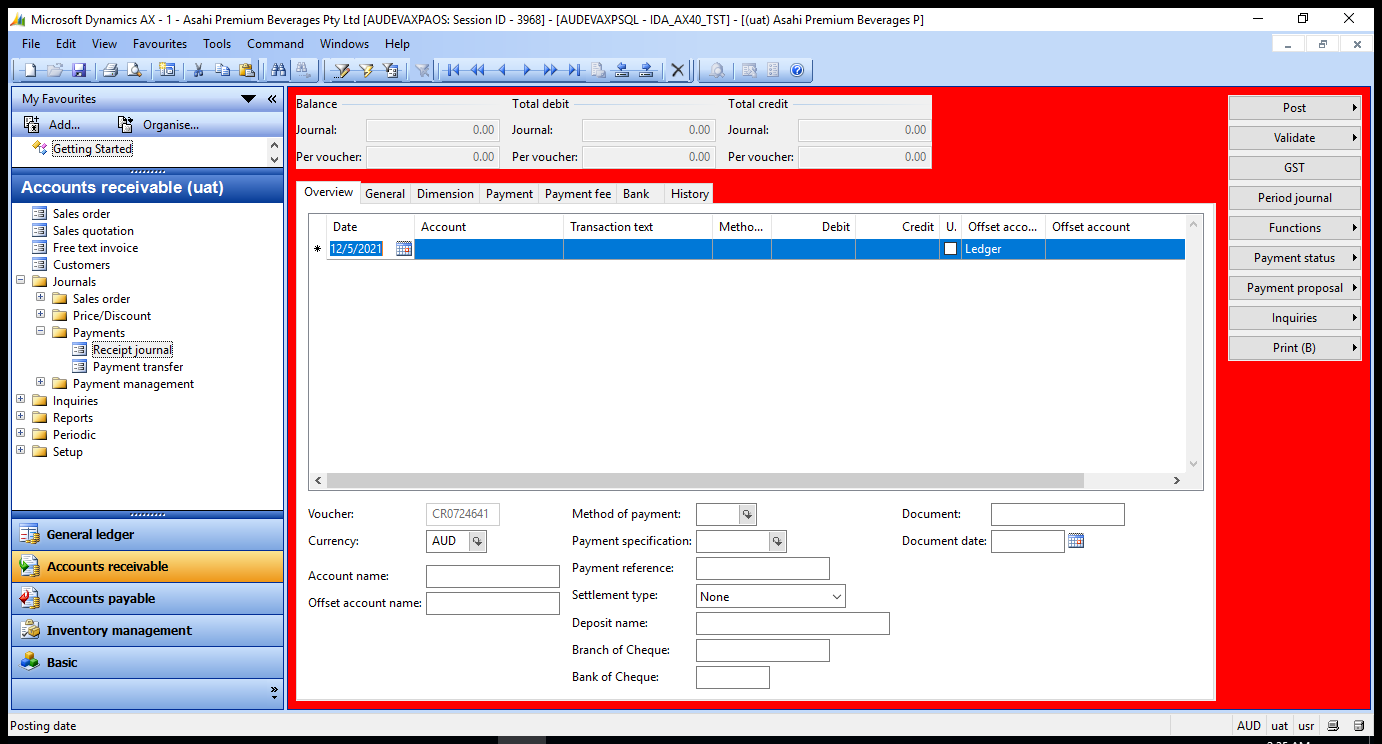 Microsoft Dynamics AX - 1 - Asahi Premium Beverages Pty Ltd [AUDEVAXPAOS: Session ID - 3968] - [AUDEVAXPSQL - IDA_AX40_TST] - [(uat) Asahi Premium Beverages P]
File Edit View Favourites Tools Command Windows Help
My Favourites
Add... Organise...
Getting Started
Accounts receivable (uat)
Sales order
Sales quotation
Free text invoice
Customers
Journals
Sales order
Price/Discount
Payments
Receipt journal
Payment transfer
Payment management
Inquiries
Reports
Periodic
Setup
General ledger
Accounts receivable
Accounts payable
Inventory management
Basic
Balance Total debit Total credit
Journal: 0.00 Journal: 0.00 Journal: 0.00
Per voucher: 0.00 Per voucher: 0.00 Per voucher: 0.00
Overview General Dimension Payment Payment fee Bank History
Date Account Transaction text Metho... Debit Credit U. Offset acco... Offset account
12/5/2021 Ledger
Voucher: CR0724641 Method of payment: Document:
Currency: AUD Payment specification: Document date:
Payment reference:
Account name:
Settlement type: None
Offset account name:
Deposit name:
Branch of Cheque:
Bank of Cheque:
Post
Validate
GST
Period journal
Functions
Payment status
Payment proposal
Inquiries
Print (B)
Posting date AUD uat usr